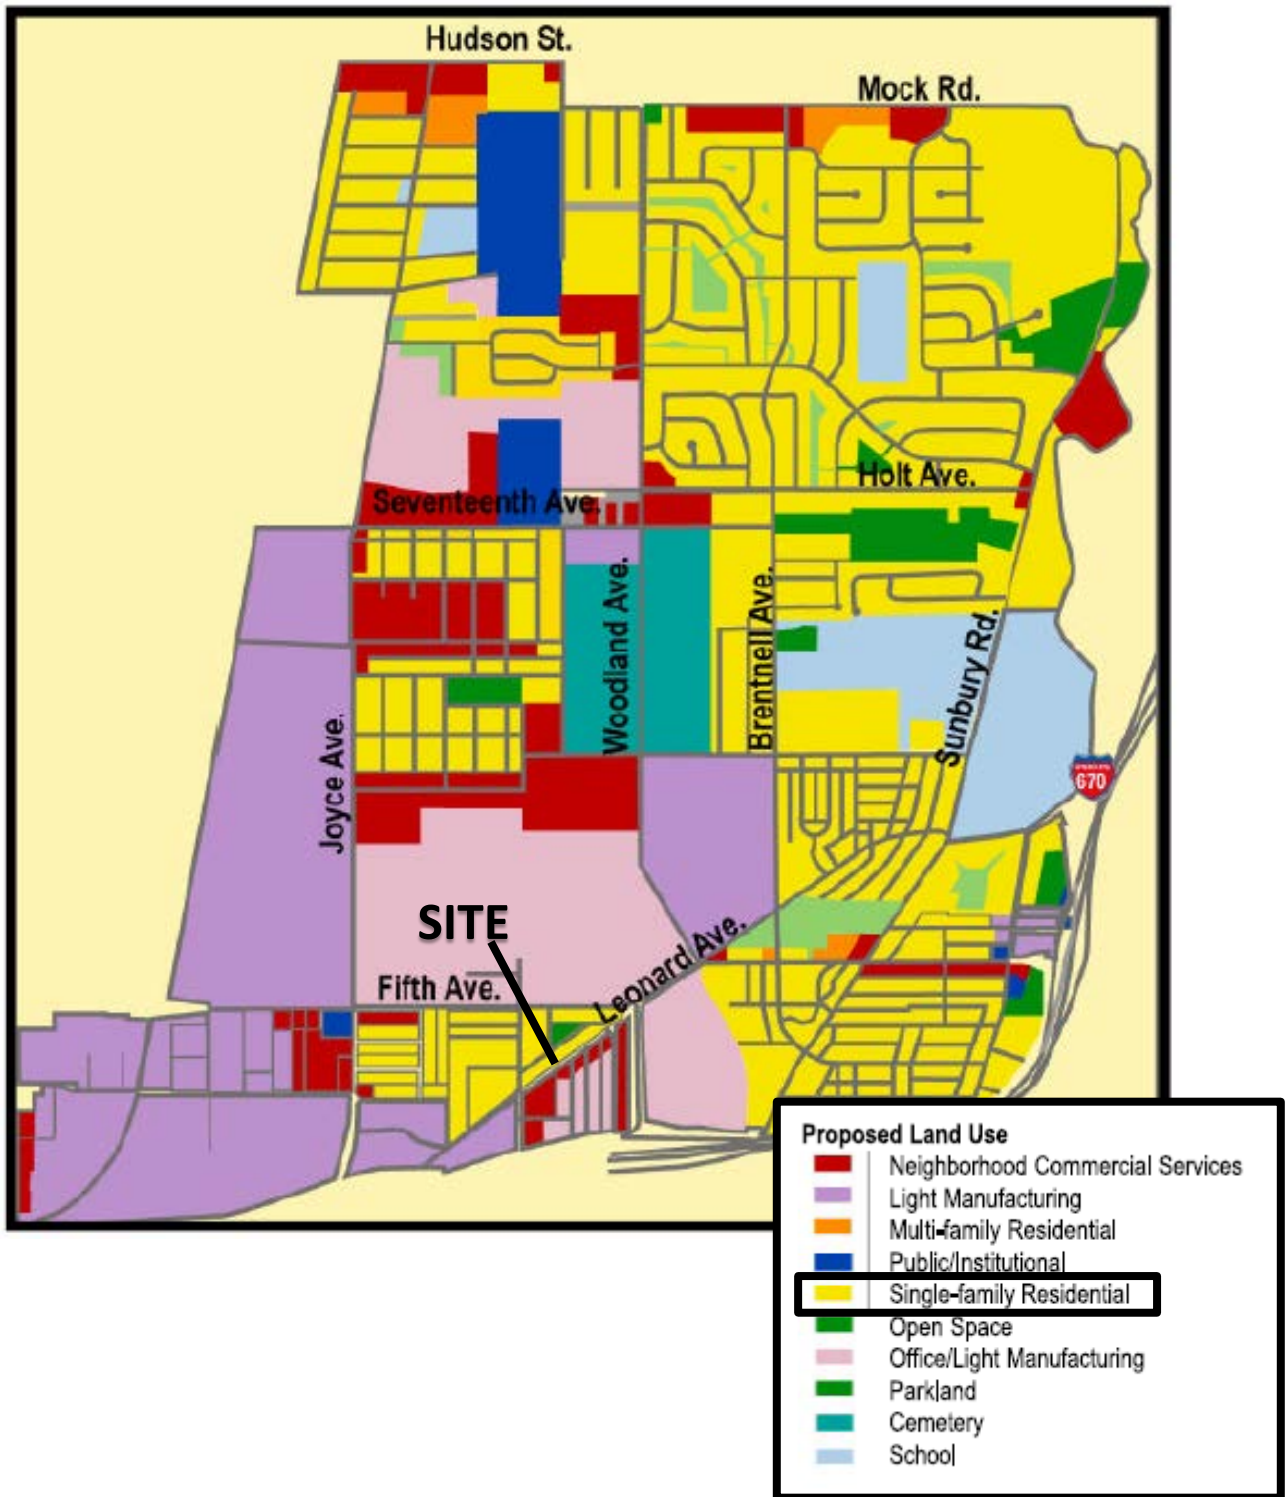 Hudson St.
Mock Rd.
Holt Ave.
Seventeenth Ave.
Woodland Ave.
Brentnell Ave.
Sunbury Rd.
Joyce Ave.
670
SITE
Leonard Ave.
Fifth Ave.
Proposed Land Use
Neighborhood Commercial Services
Light Manufacturing
Multi-family Residential
Public/Institutional
Single-family Residential
Open Space
Office/Light Manufacturing
Parkland
Cemetery
School